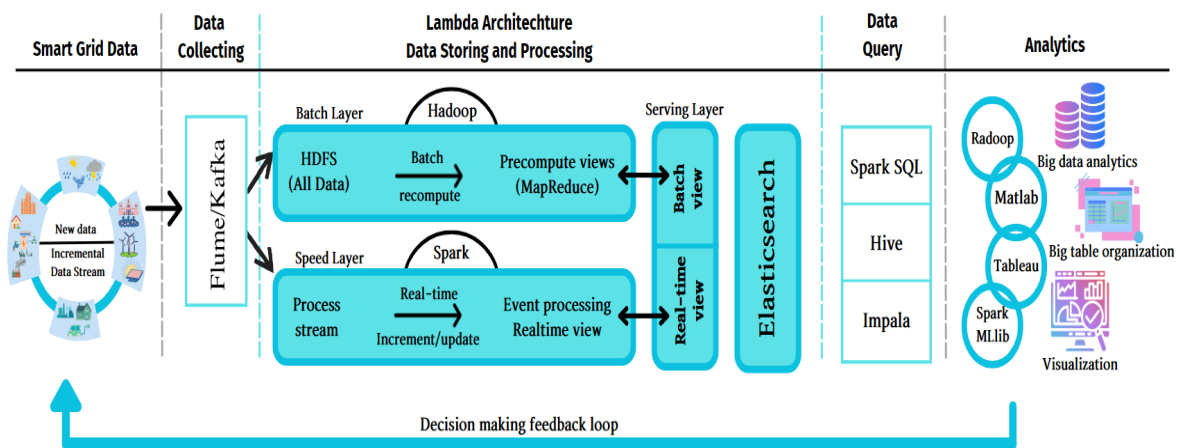 Smart Grid Data
Data
Collecting
Lambda Architechture
Data Storing and Processing
Data
Query
Analytics
New data
Incremental
Data Stream
Flume/Kafka
Batch Layer
Hadoop
HDFS
(All Data)
Batch
recompute
Precompute views
(MapReduce)
Speed Layer
Spark
Process
stream
Real-time
Increment/update
Event processing
Realtime view
Serving Layer
Batch
view
Real-time
view
Elasticsearch
Spark SQL
Hive
Impala
Radoop
Matlab
Tableau
Spark
MLlib
Big data analytics
Big table organization
Visualization
Decision making feedback loop